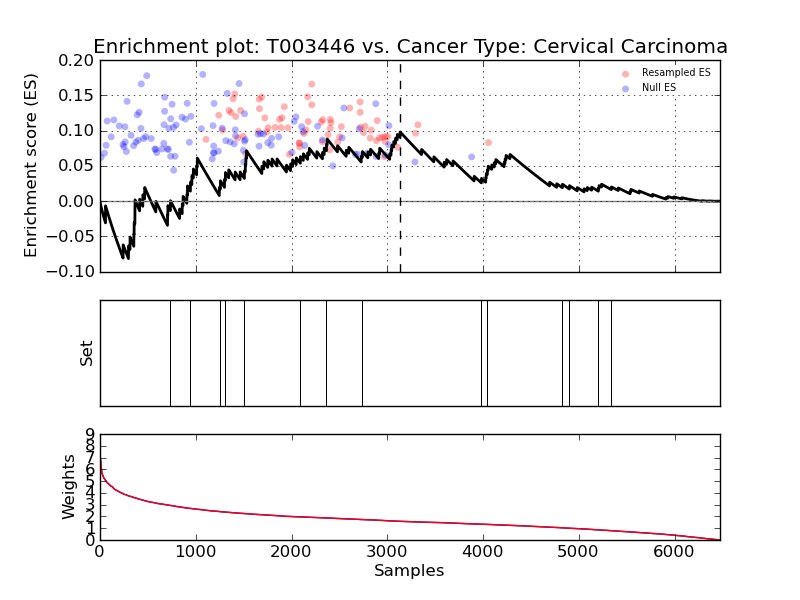 Enrichment plot: T003446 vs. Cancer Type: Cervical Carcinoma
Enrichment score (ES)
0.20
0.15
0.10
0.05
0.00
−0.05
−0.10
Resampled ES
Null ES
Set
Weights
9
8
7
6
5
4
3
2
1
0
0 1000 2000 3000 4000 5000 6000
Samples